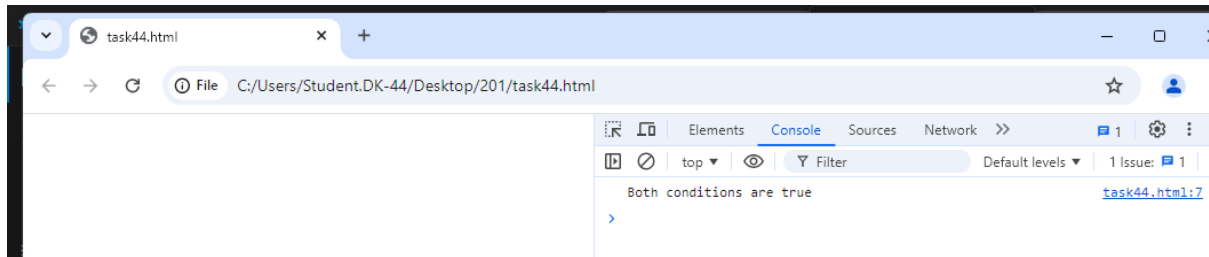 task44.html
File C:/Users/Student.DK-44/Desktop/201/task44.html
Elements Console Sources Network 1
top Filter Default levels 1 Issue: 1
Both conditions are true task44.html:7